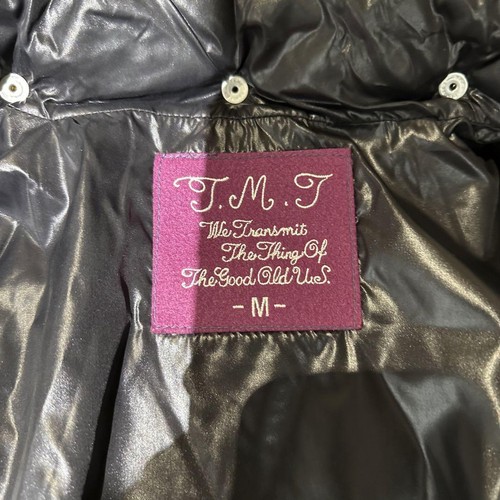 T.M.T
We Transmit
The Thing Of
The Good Old U.S.
-M-